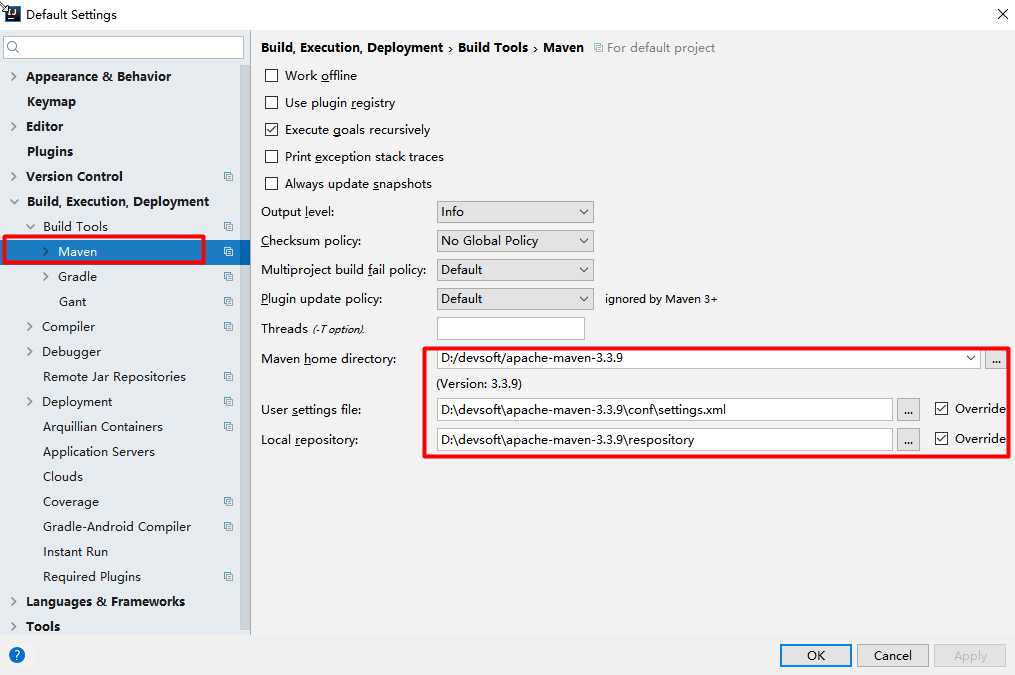 Default Settings
Build, Execution, Deployment › Build Tools › Maven For default project
Appearance & Behavior
Keymap
Editor
Plugins
Version Control
Build, Execution, Deployment
Build Tools
Maven
Gradle
Gant
Compiler
Debugger
Remote Jar Repositories
Deployment
Arquillian Containers
Application Servers
Clouds
Coverage
Gradle-Android Compiler
Instant Run
Required Plugins
Languages & Frameworks
Tools
Work offline
Use plugin registry
Execute goals recursively
Print exception stack traces
Always update snapshots
Output level: Info
Checksum policy: No Global Policy
Multiproject build fail policy: Default
Plugin update policy: Default ignored by Maven 3+
Threads (-T option).
Maven home directory: D:/devsoft/apache-maven-3.3.9 ...
(Version: 3.3.9)
User settings file: D:\devsoft\apache-maven-3.3.9\conf\settings.xml ... Override
Local repository: D:\devsoft\apache-maven-3.3.9\respository ... Override
? OK Cancel Apply